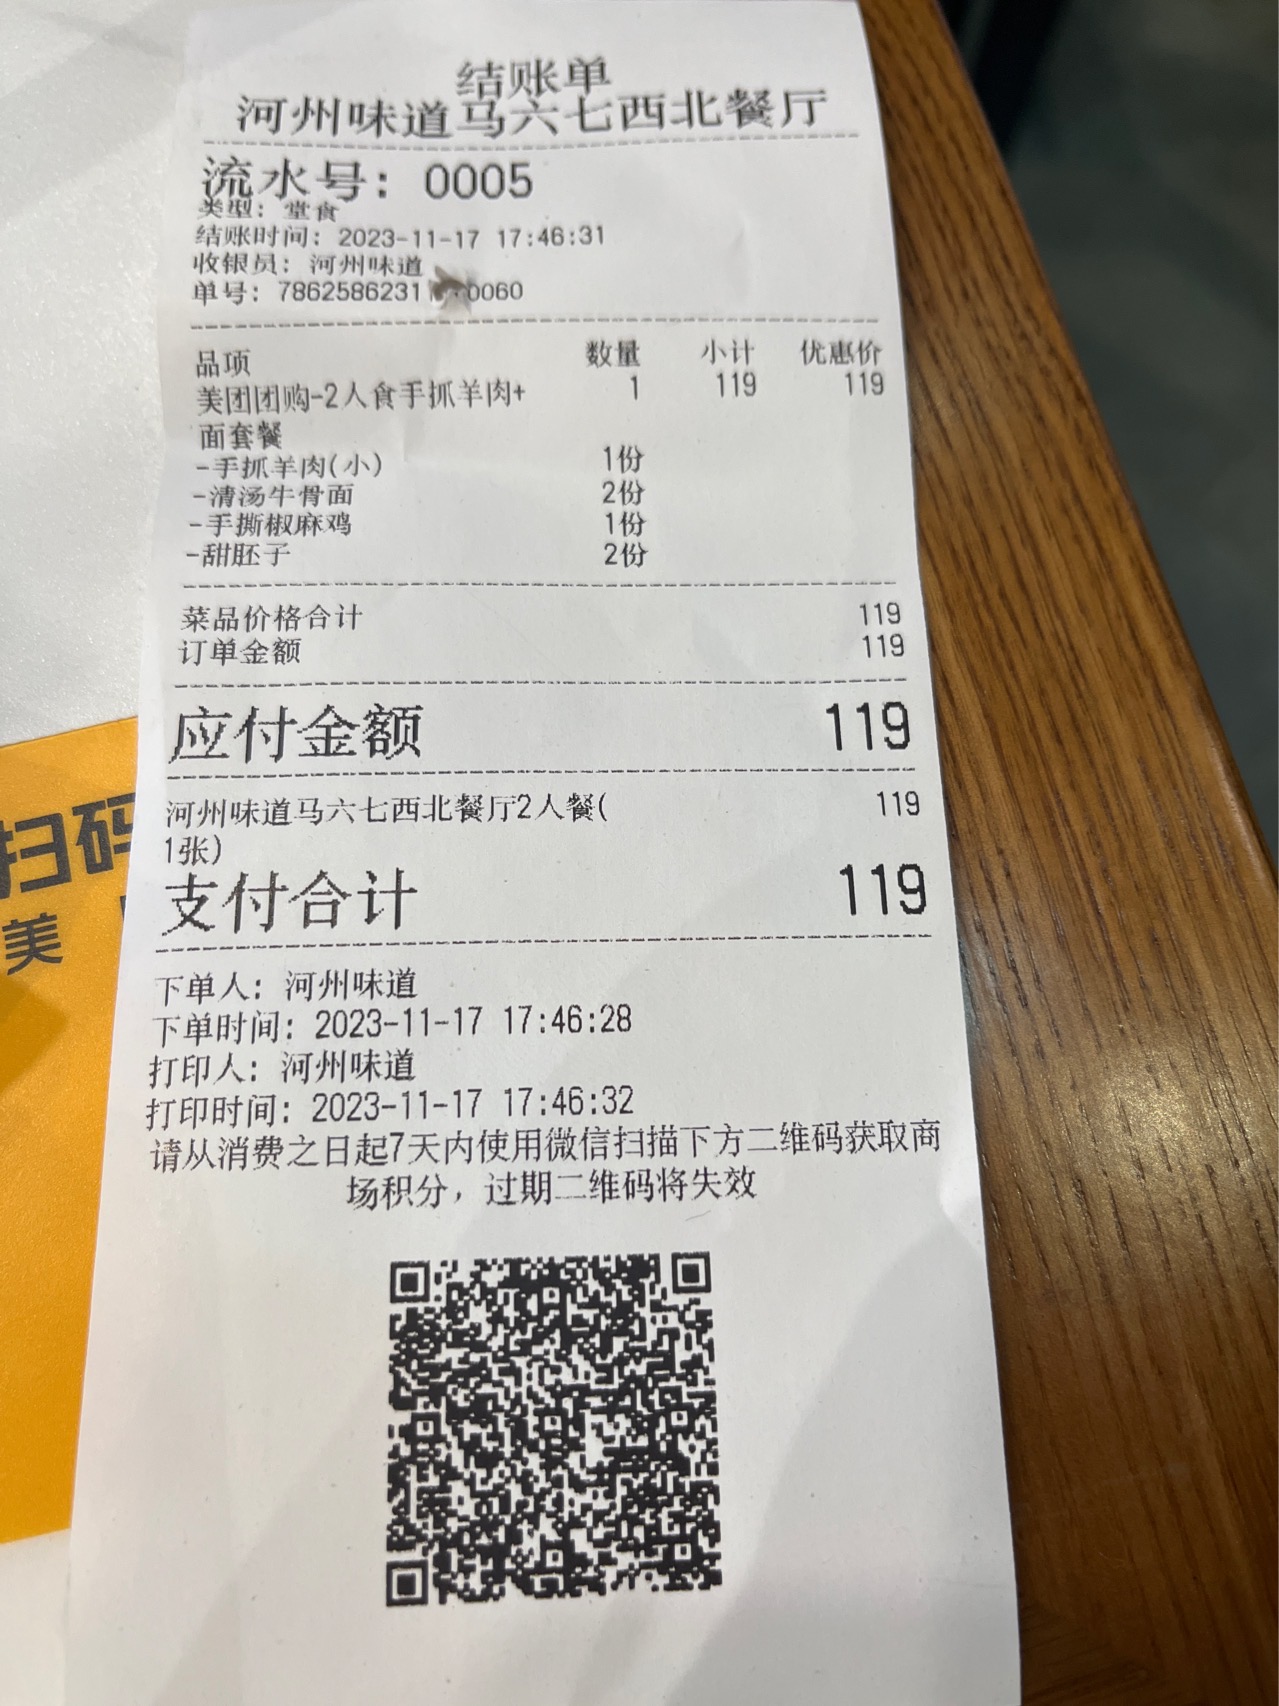 结账单
河州味道马六七西北餐厅
流水号: 0005
类型: 堂食
结账时间: 2023-11-17 17:46:31
收银员: 河州味道
单号: 7862586231 0060
品项 数量 小计 优惠价
美团团购-2人食手抓羊肉+ 1 119 119
面套餐
-手抓羊肉(小) 1份
-清汤牛骨面 2份
-手撕椒麻鸡 1份
-甜胚子 2份
菜品价格合计 119
订单金额 119
应付金额 119
河州味道马六七西北餐厅2人餐( 119
1张)
支付合计 119
下单人: 河州味道
下单时间: 2023-11-17 17:46:28
打印人: 河州味道
打印时间: 2023-11-17 17:46:32
请从消费之日起7天内使用微信扫描下方二维码获取商
场积分，过期二维码将失效
扫码
美